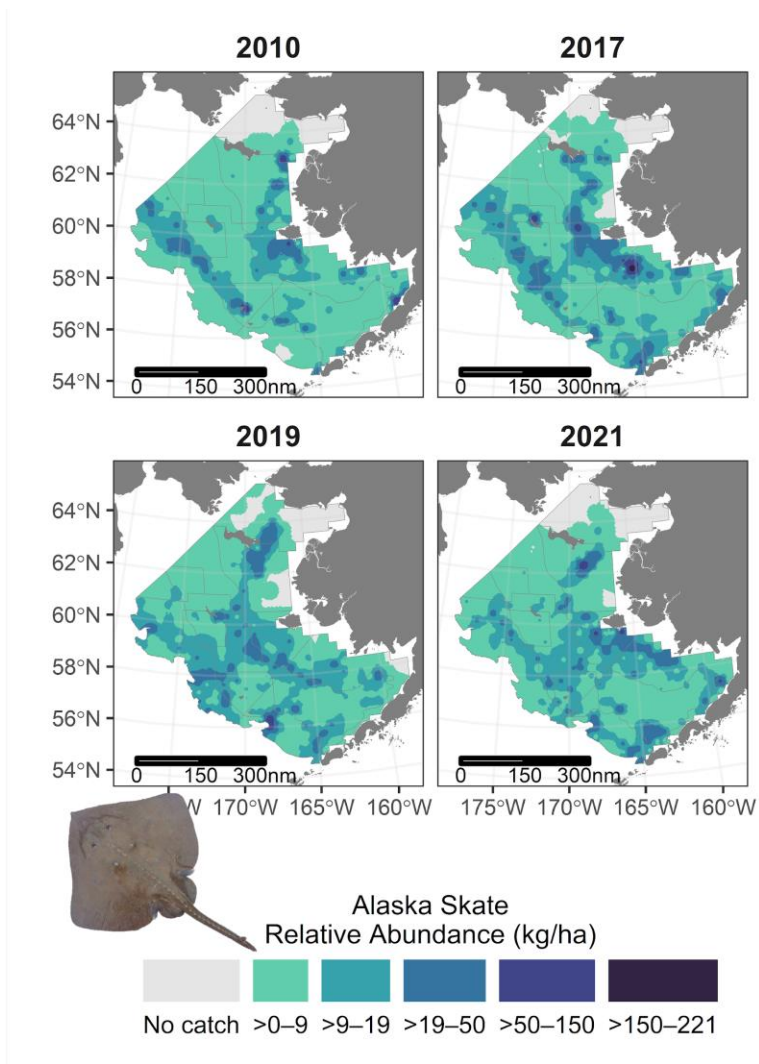 2010 2017
64°N
62°N
60°N
58°N
56°N
54°N
0 150 300nm 0 150 300nm
2019 2021
64°N
62°N
60°N
58°N
56°N
54°N
0 150 300nm 0 150 300nm
°W 170°W 165°W 160°W 175°W 170°W 165°W 160°W
Alaska Skate
Relative Abundance (kg/ha)
No catch >0–9 >9–19 >19–50 >50–150 >150–221